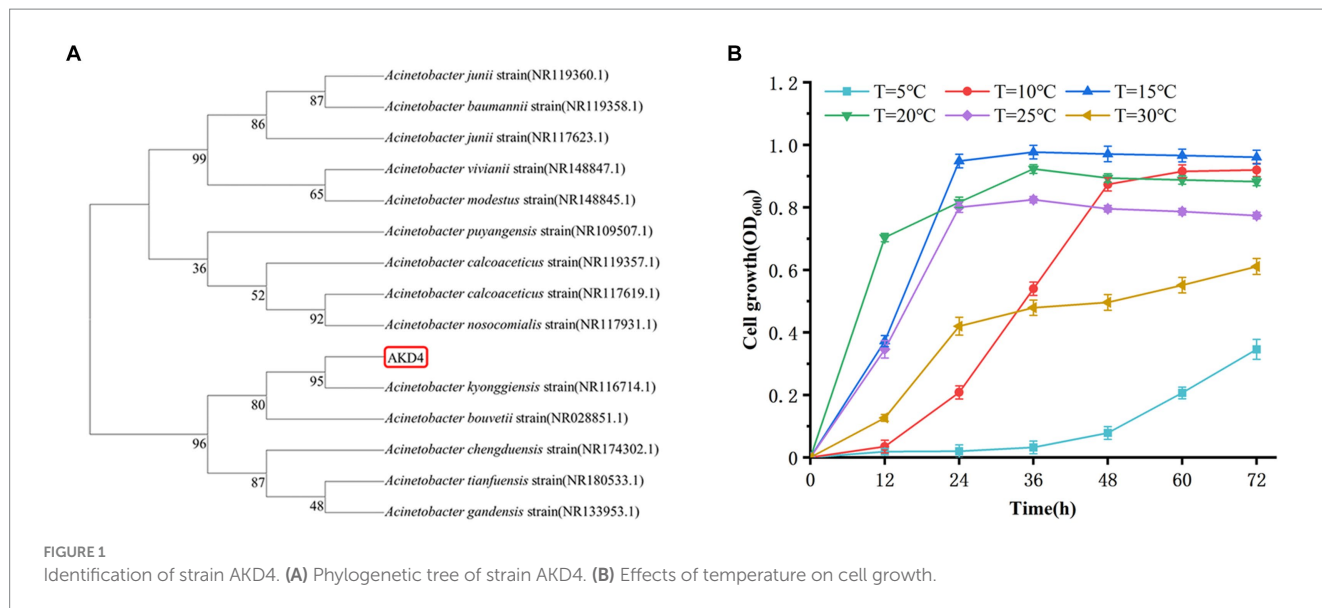 A
Acinetobacter junii strain(NR119360.1)
87
Acinetobacter baumannii strain(NR119358.1)
86
Acinetobacter junii strain(NR117623.1)
99
Acinetobacter vivianii strain(NR148847.1)
65
Acinetobacter modestus strain(NR148845.1)
Acinetobacter puyangensis strain(NR109507.1)
36
Acinetobacter calcoaceticus strain(NR119357.1)
52
Acinetobacter calcoaceticus strain(NR117619.1)
92
Acinetobacter nosocomialis strain(NR117931.1)
AKD4
95
Acinetobacter kyonggiensis strain(NR116714.1)
80
Acinetobacter bouvetii strain(NR028851.1)
96
Acinetobacter chengduensis strain(NR174302.1)
87
Acinetobacter tianfuensis strain(NR180533.1)
48
Acinetobacter gandensis strain(NR133953.1)
B
T=5℃ T=10℃ T=15℃
T=20℃ T=25℃ T=30℃
Cell growth(OD600)
1.2
1.0
0.8
0.6
0.4
0.2
0
0 12 24 36 48 60 72
Time(h)
FIGURE 1
Identification of strain AKD4. (A) Phylogenetic tree of strain AKD4. (B) Effects of temperature on cell growth.